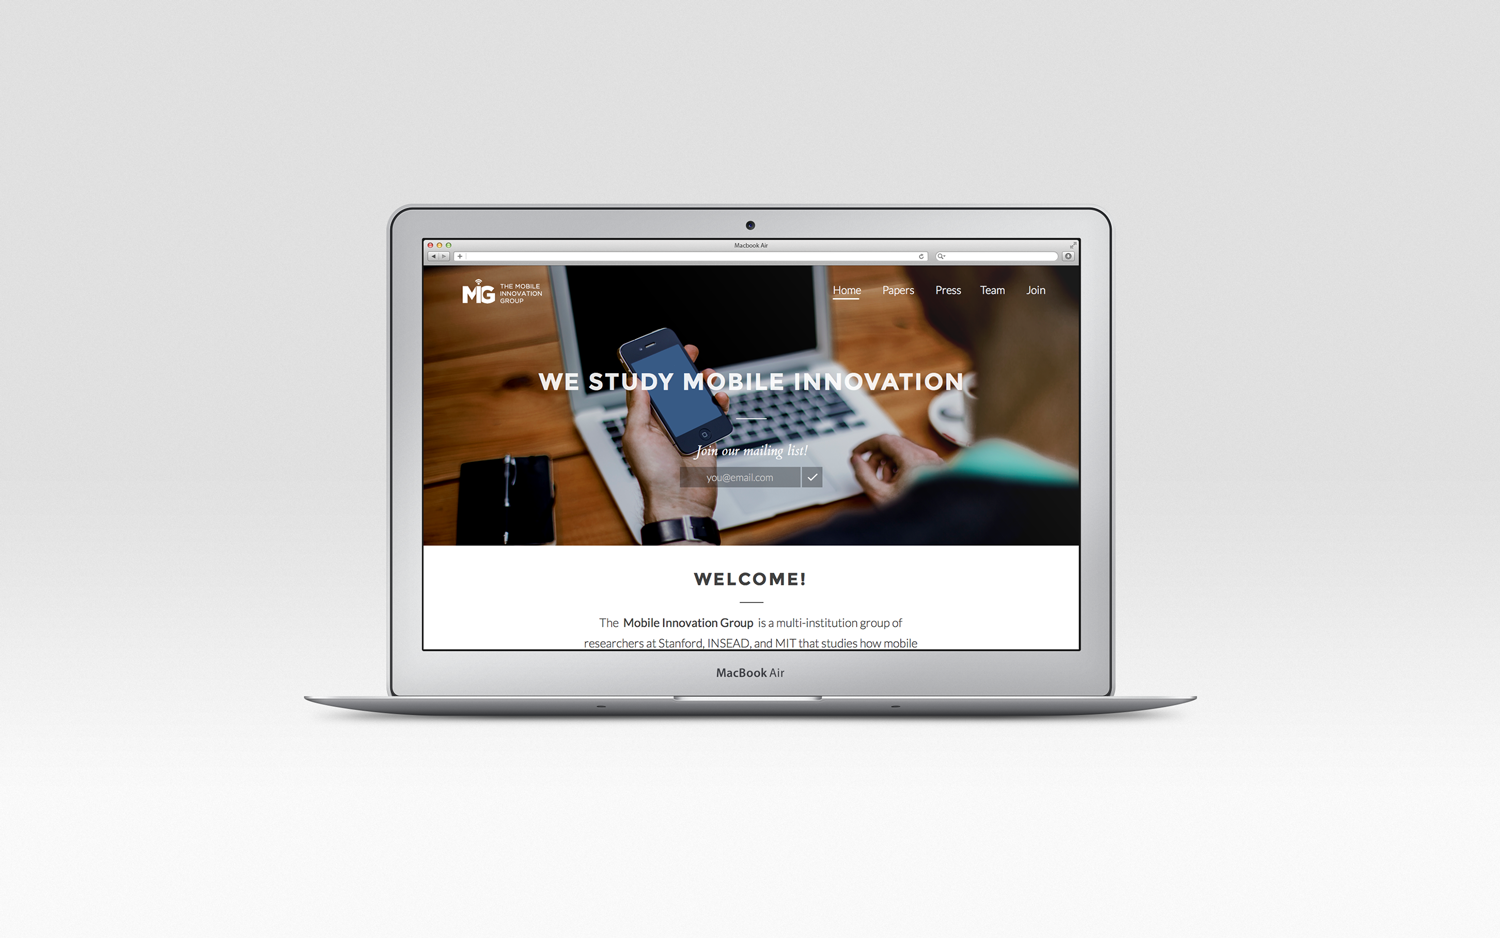 Macbook Air
MIG
THE MOBILE
INNOVATION
GROUP
Home Papers Press Team Join
WE STUDY MOBILE INNOVATION
Join our mailing list!
you@email.com
WELCOME!
The Mobile Innovation Group is a multi-institution group of
researchers at Stanford, INSEAD, and MIT that studies how mobile
MacBook Air